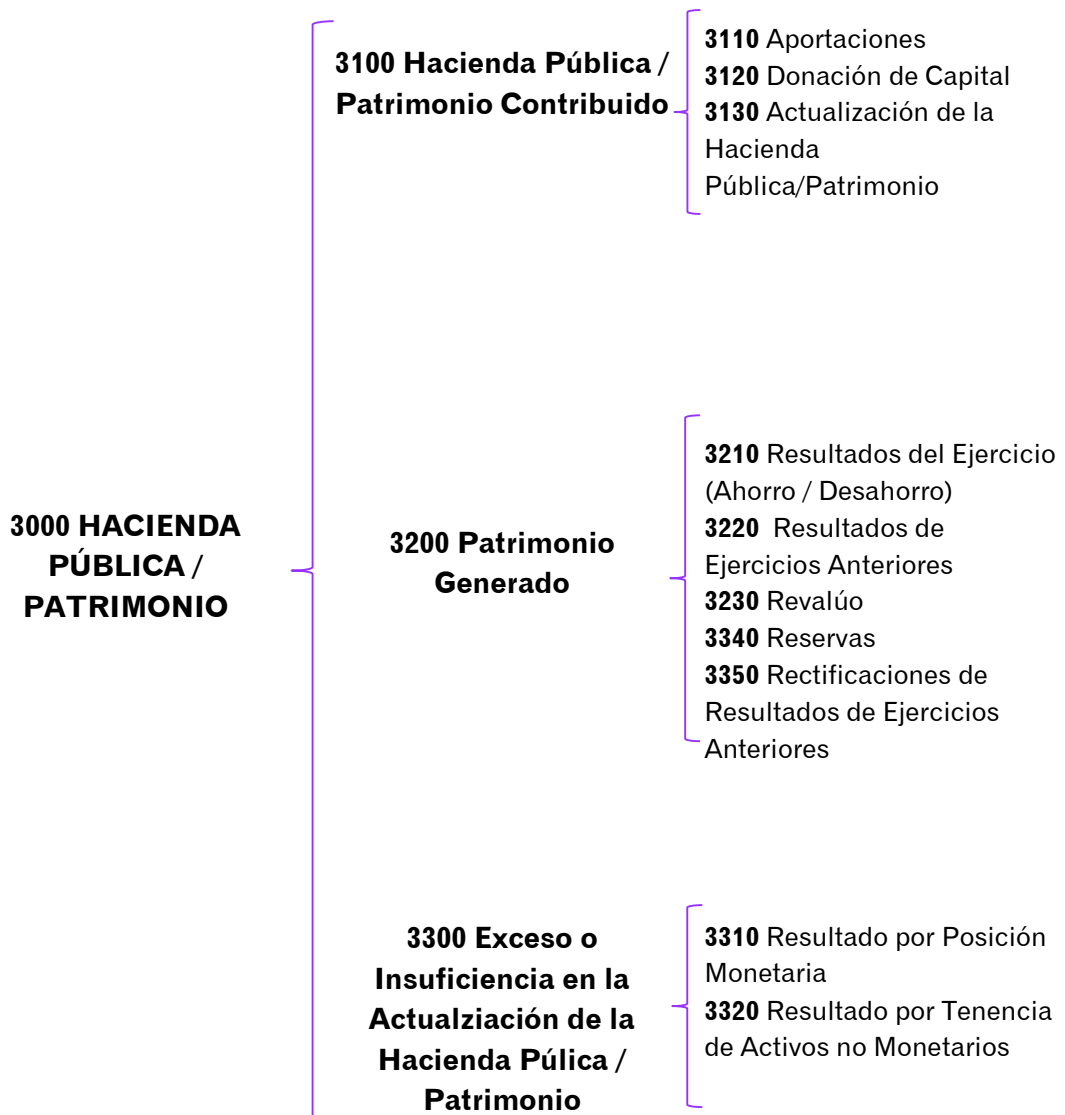 3000 HACIENDA
PÚBLICA /
PATRIMONIO
3100 Hacienda Pública /
Patrimonio Contribuido
3110 Aportaciones
3120 Donación de Capital
3130 Actualización de la
Hacienda
Pública/Patrimonio
3200 Patrimonio
Generado
3210 Resultados del Ejercicio
(Ahorro / Desahorro)
3220 Resultados de
Ejercicios Anteriores
3230 Revalúo
3340 Reservas
3350 Rectificaciones de
Resultados de Ejercicios
Anteriores
3300 Exceso o
Insuficiencia en la
Actualziación de la
Hacienda Púlica /
Patrimonio
3310 Resultado por Posición
Monetaria
3320 Resultado por Tenencia
de Activos no Monetarios